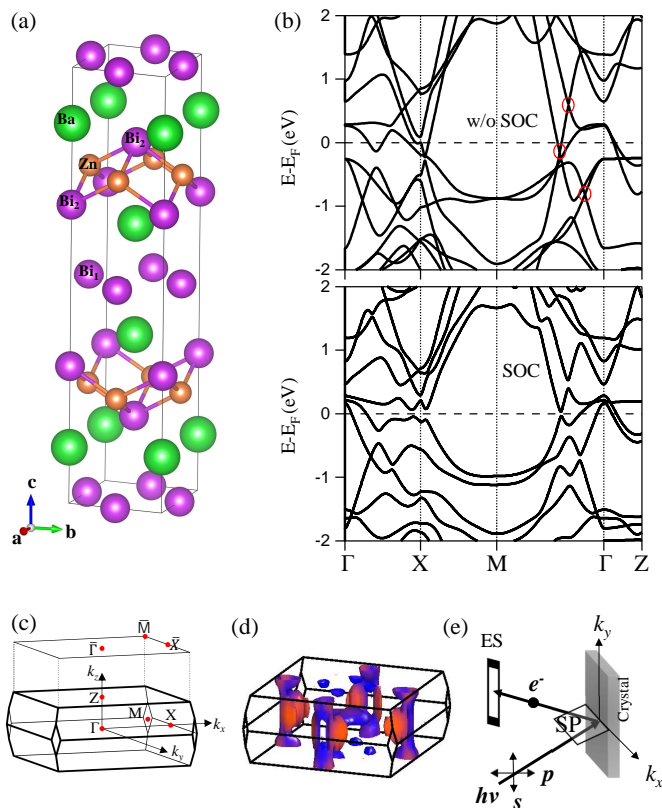 (a)
Ba
Bi2
Zn
Bi2
Bi1
c
a
b
(b)
2
1
0
-1
-2
E-EF (eV)
w/o SOC
2
1
0
-1
-2
E-EF (eV)
SOC
Γ X M Γ Z
(c)
M̄
Γ̄
X̄
kz
Z
M
X
kx
Γ
ky
(d)
(e)
ES
ky
e-
SP
Crystal
hν
p
s
kx